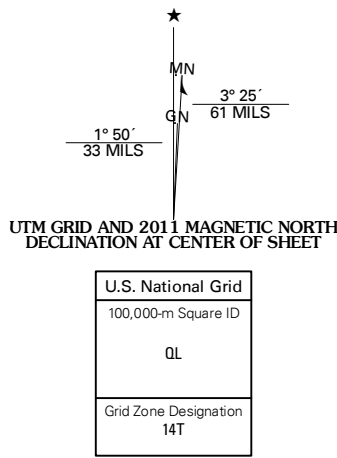 ★
MN
GN
3° 25´
61 MILS
1° 50´
33 MILS
UTM GRID AND 2011 MAGNETIC NORTH
DECLINATION AT CENTER OF SHEET
U.S. National Grid
100,000-m Square ID
QL
Grid Zone Designation
14T